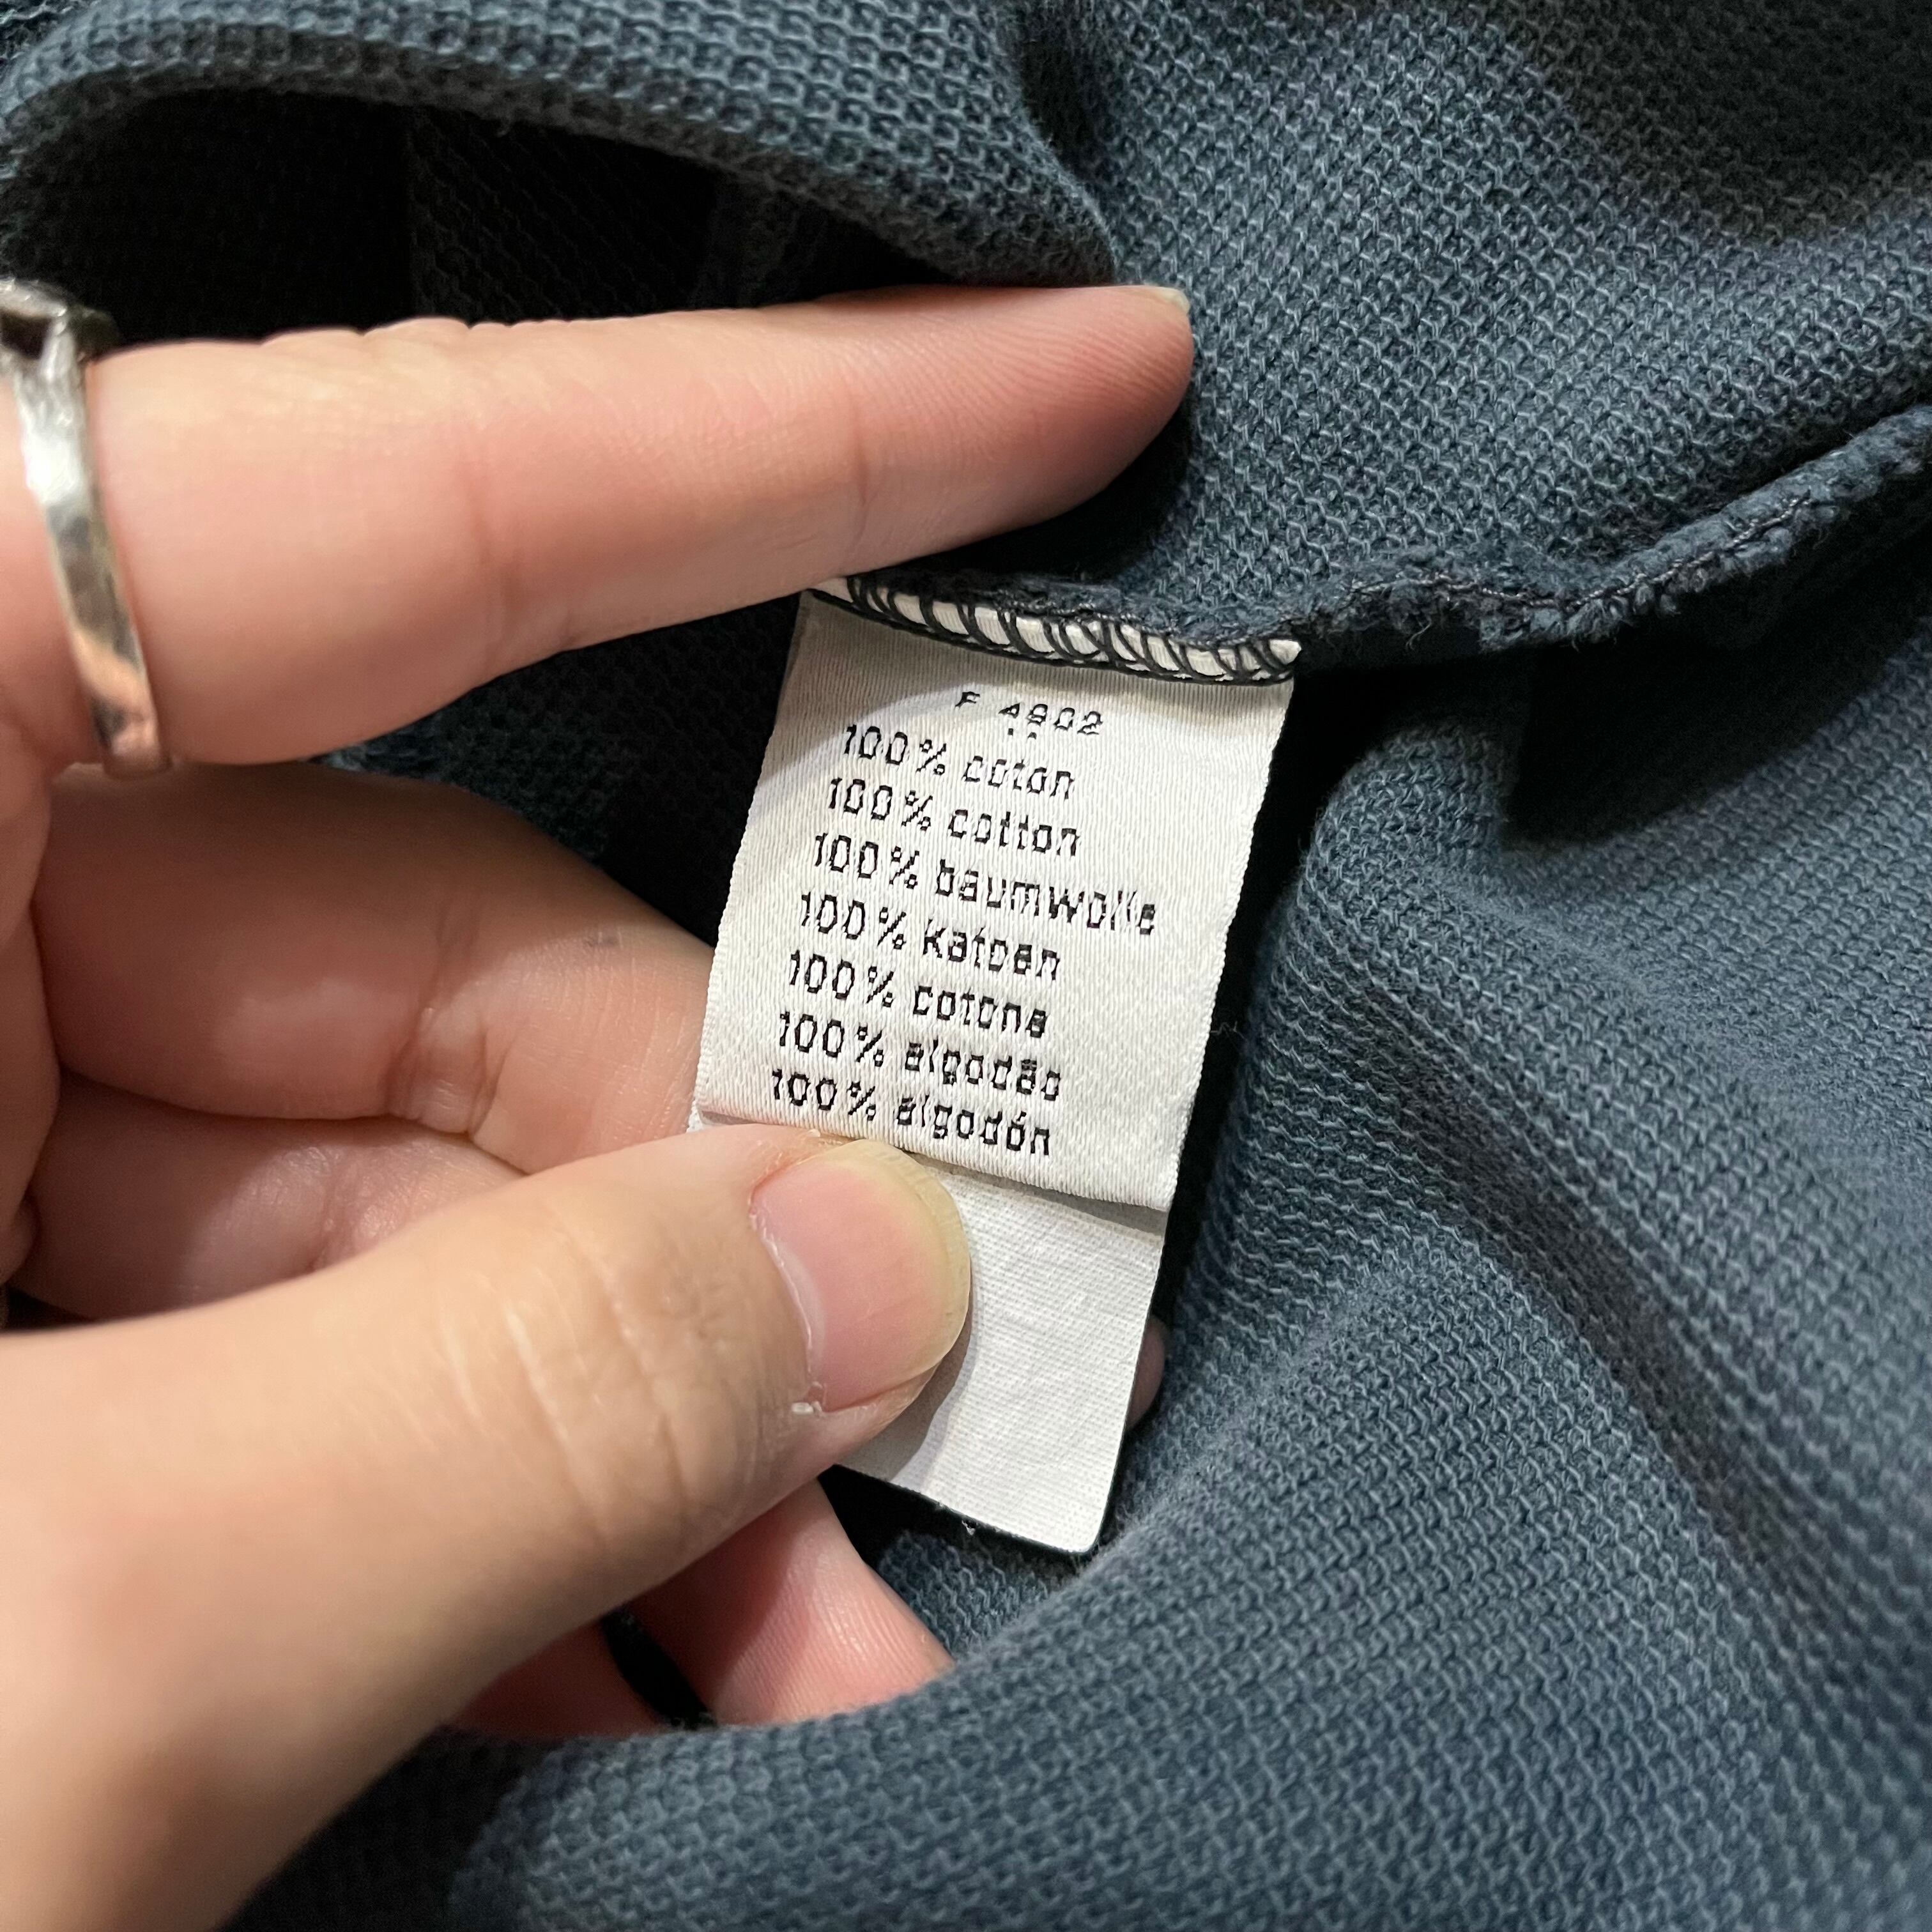 F 4902
100% coton
100% cotton
100% baumwolle
100% katoen
100% cotone
100% algodão
100% algodón